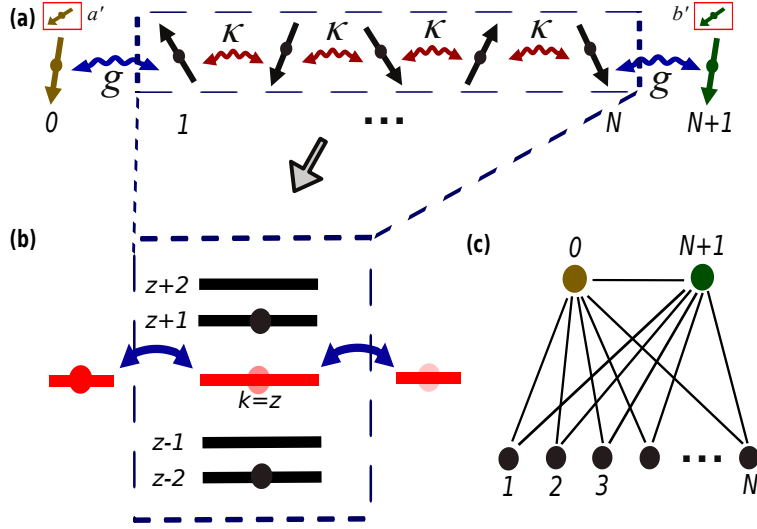 (a) a' κ κ κ κ b'
g g
0 1 ... N N+1
(b) (c)
0 N+1
z+2
z+1
k=z
z-1
z-2
1 2 3 ... N